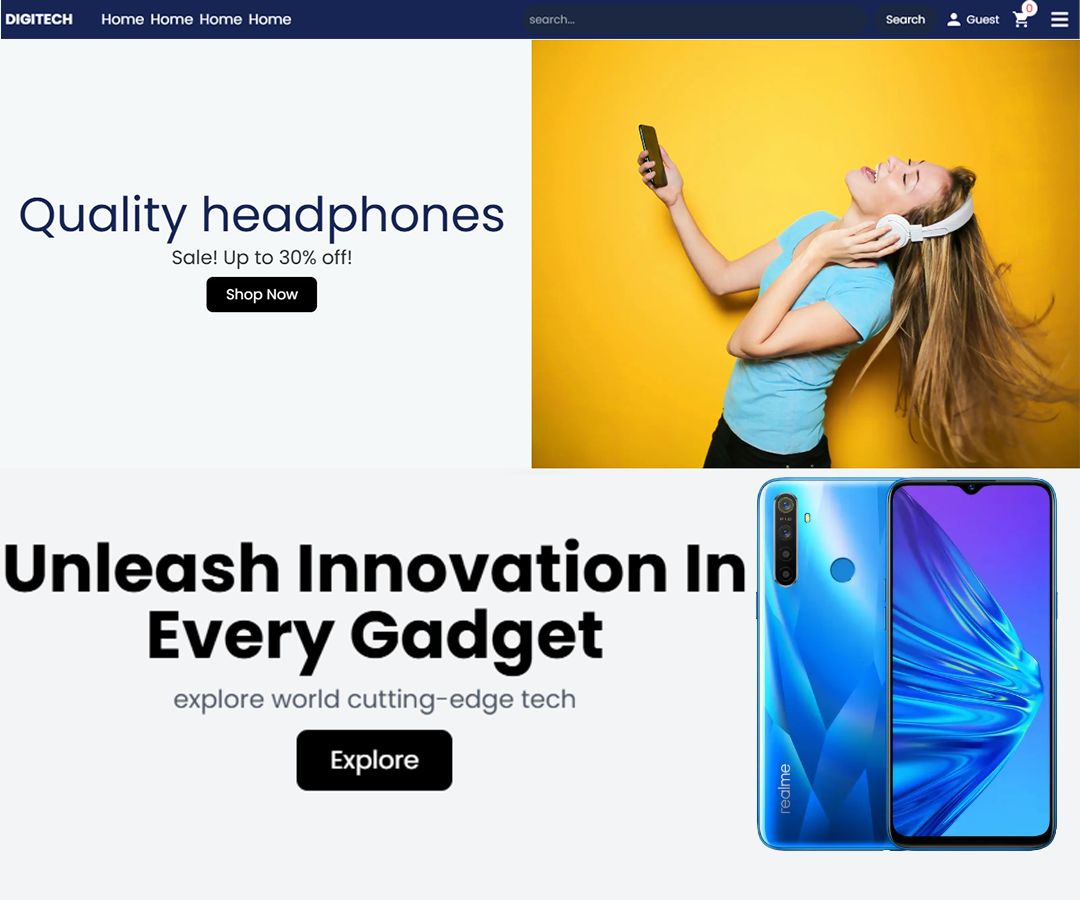 DIGITECH Home Home Home Home search... Search Guest 0
Quality headphones
Sale! Up to 30% off!
Shop Now
Unleash Innovation In
Every Gadget
explore world cutting-edge tech
Explore
realme